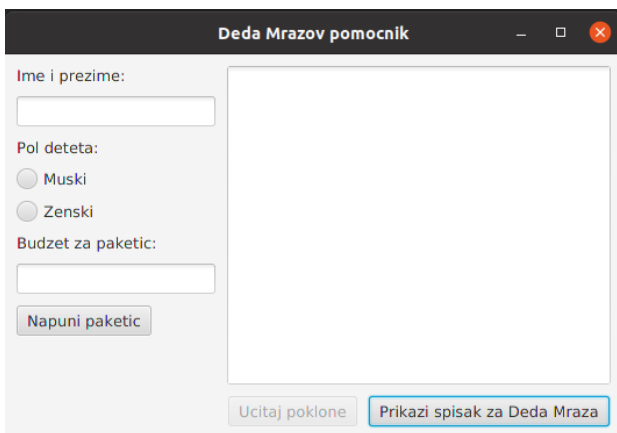 Deda Mrazov pomocnik
Ime i prezime:
Pol deteta:
Muski
Zenski
Budzet za paketic:
Napuni paketic
Ucitaj poklone
Prikazi spisak za Deda Mraza